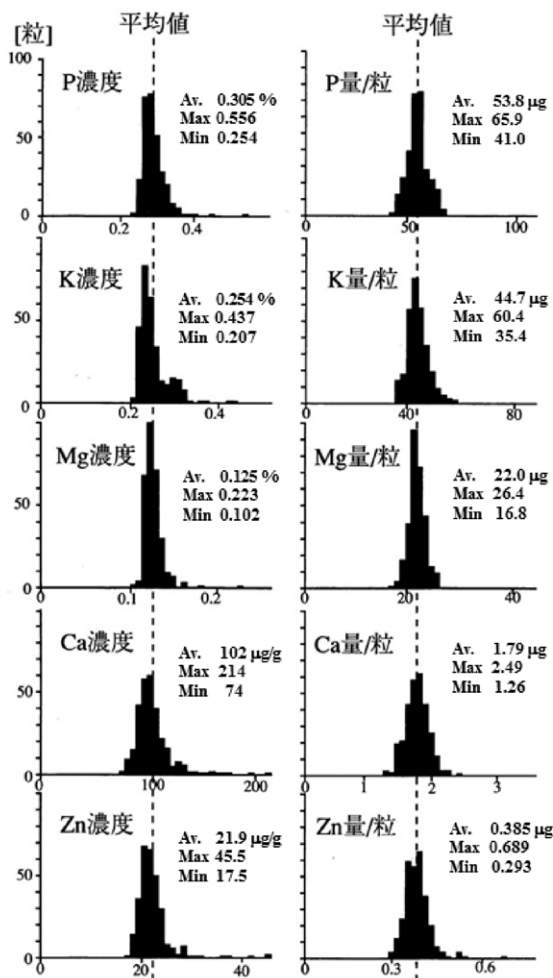 平均値
平均値
[粒]
100
P濃度
Av. 0.305 %
Max 0.556
Min 0.254
50
0
0
0.2
0.4
P量/粒
Av. 53.8 µg
Max 65.9
Min 41.0
0
50
100
K濃度
Av. 0.254 %
Max 0.437
Min 0.207
50
0
0
0.2
0.4
K量/粒
Av. 44.7 µg
Max 60.4
Min 35.4
0
40
80
Mg濃度
Av. 0.125 %
Max 0.223
Min 0.102
50
0
0
0.1
0.2
Mg量/粒
Av. 22.0 µg
Max 26.4
Min 16.8
0
20
40
Ca濃度
Av. 102 µg/g
Max 214
Min 74
50
0
0
100
200
Ca量/粒
Av. 1.79 µg
Max 2.49
Min 1.26
0
1
2
3
Zn濃度
Av. 21.9 µg/g
Max 45.5
Min 17.5
50
0
0
20
40
Zn量/粒
Av. 0.385 µg
Max 0.689
Min 0.293
0
0.3
0.6